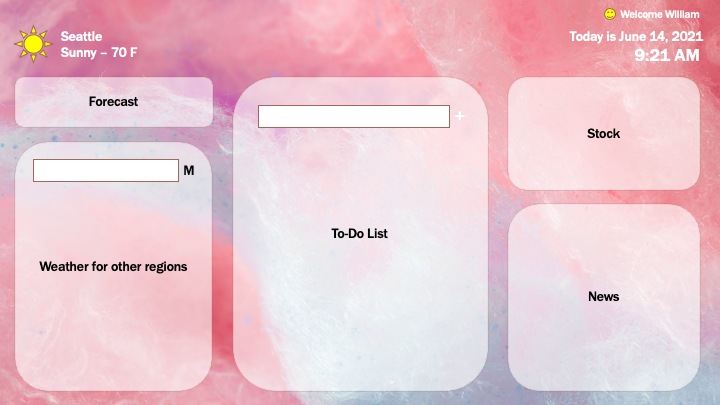 Welcome William
Seattle
Sunny – 70 F
Today is June 14, 2021
9:21 AM
Forecast
+
Stock
M
To-Do List
Weather for other regions
News